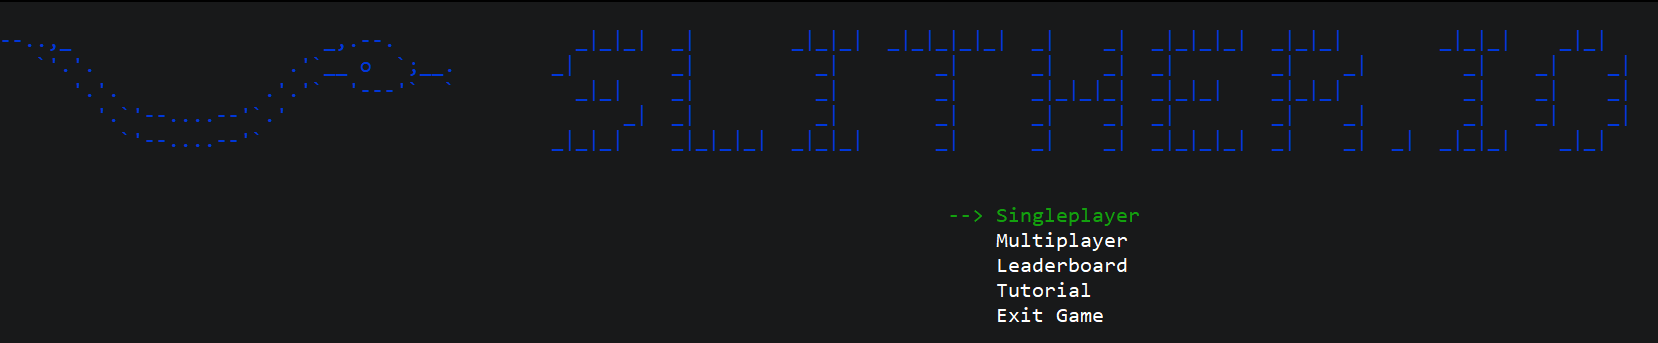 SLITHER.IO
--> Singleplayer
Multiplayer
Leaderboard
Tutorial
Exit Game